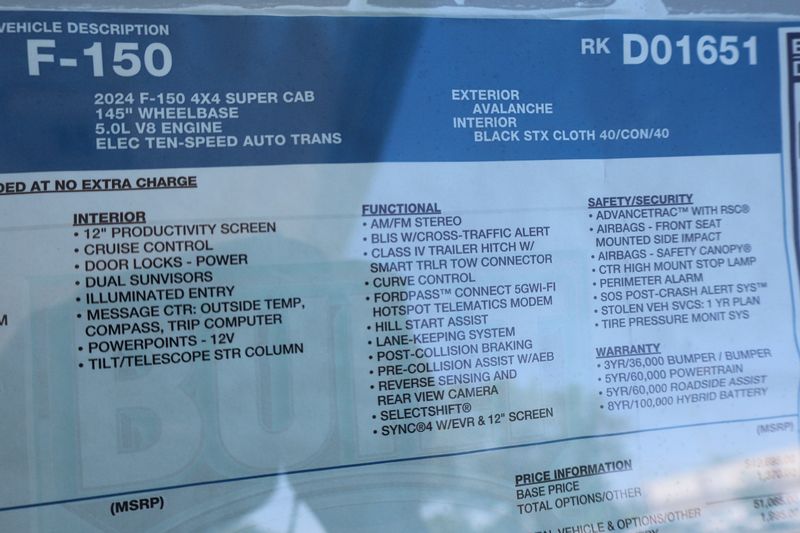 VEHICLE DESCRIPTION
F-150
RK D01651
2024 F-150 4X4 SUPER CAB
145" WHEELBASE
5.0L V8 ENGINE
ELEC TEN-SPEED AUTO TRANS
EXTERIOR
AVALANCHE
INTERIOR
BLACK STX CLOTH 40/CON/40
DED AT NO EXTRA CHARGE
INTERIOR
• 12" PRODUCTIVITY SCREEN
• CRUISE CONTROL
• DOOR LOCKS - POWER
• DUAL SUNVISORS
• ILLUMINATED ENTRY
• MESSAGE CTR: OUTSIDE TEMP,
COMPASS, TRIP COMPUTER
• POWERPOINTS - 12V
• TILT/TELESCOPE STR COLUMN
FUNCTIONAL
• AM/FM STEREO
• BLIS W/CROSS-TRAFFIC ALERT
• CLASS IV TRAILER HITCH W/
SMART TRLR TOW CONNECTOR
• CURVE CONTROL
• FORDPASS™ CONNECT 5GWI-FI
HOTSPOT TELEMATICS MODEM
• HILL START ASSIST
• LANE-KEEPING SYSTEM
• POST-COLLISION BRAKING
• PRE-COLLISION ASSIST W/AEB
• REVERSE SENSING AND
REAR VIEW CAMERA
• SELECTSHIFT®
• SYNC®4 W/EVR & 12" SCREEN
SAFETY/SECURITY
• ADVANCETRAC™ WITH RSC®
• AIRBAGS - FRONT SEAT
MOUNTED SIDE IMPACT
• AIRBAGS - SAFETY CANOPY®
• CTR HIGH MOUNT STOP LAMP
• PERIMETER ALARM
• SOS POST-CRASH ALERT SYS™
• STOLEN VEH SVCS: 1 YR PLAN
• TIRE PRESSURE MONIT SYS
WARRANTY
• 3YR/36,000 BUMPER / BUMPER
• 5YR/60,000 POWERTRAIN
• 5YR/60,000 ROADSIDE ASSIST
• 8YR/100,000 HYBRID BATTERY
(MSRP)
(MSRP)
PRICE INFORMATION
BASE PRICE
TOTAL OPTIONS/OTHER
VEHICLE & OPTIONS/OTHER